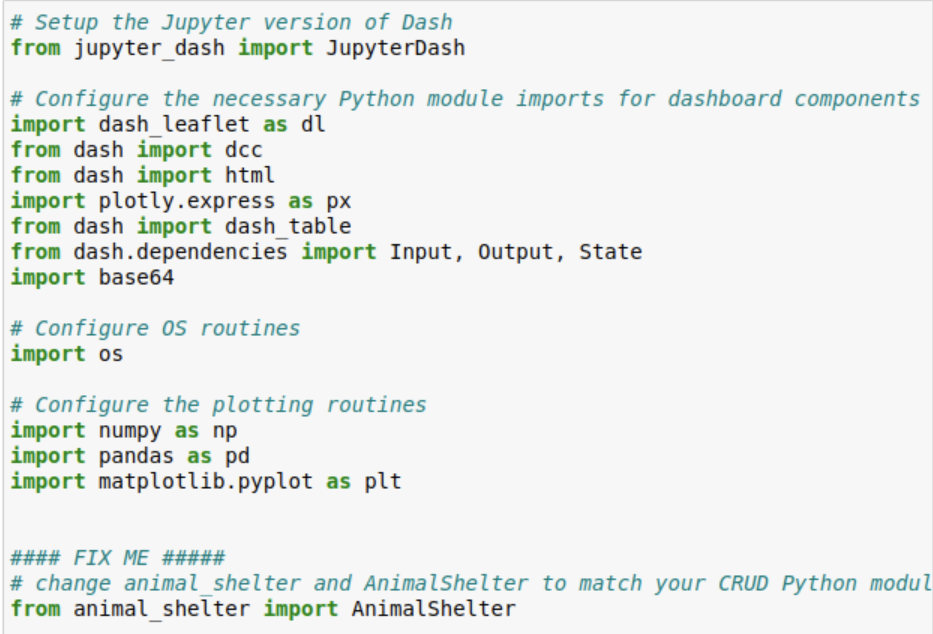 # Setup the Jupyter version of Dash
from jupyter_dash import JupyterDash
# Configure the necessary Python module imports for dashboard components
import dash_leaflet as dl
from dash import dcc
from dash import html
import plotly.express as px
from dash import dash_table
from dash.dependencies import Input, Output, State
import base64
# Configure OS routines
import os
# Configure the plotting routines
import numpy as np
import pandas as pd
import matplotlib.pyplot as plt
#### FIX ME #####
# change animal_shelter and AnimalShelter to match your CRUD Python modul
from animal_shelter import AnimalShelter